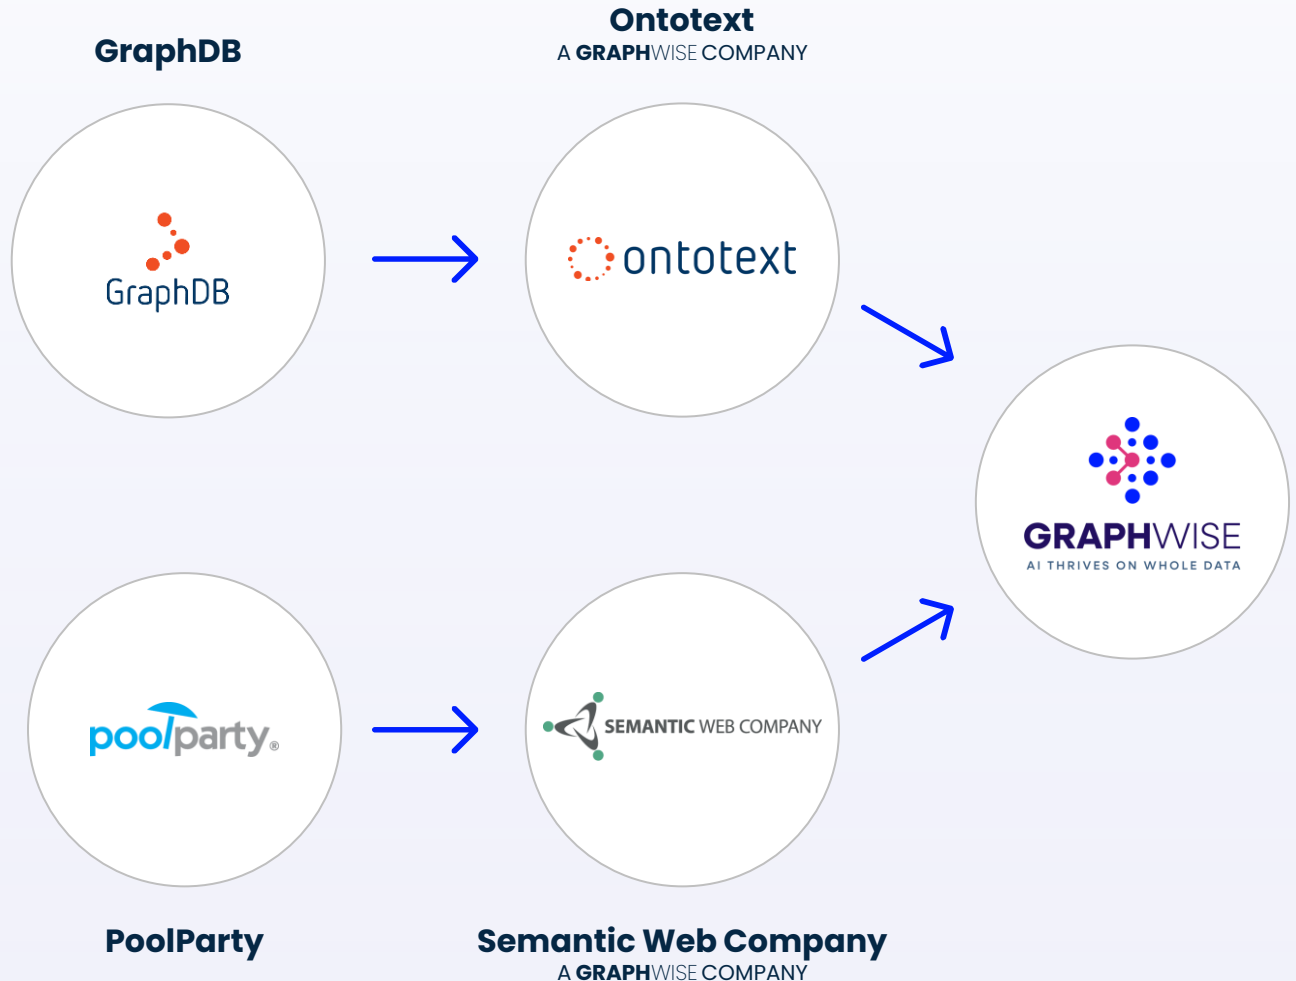 GraphDB
Ontotext
A GRAPHWISE COMPANY
GraphDB
ontotext
GRAPHWISE
AI THRIVES ON WHOLE DATA
poolparty®
SEMANTIC WEB COMPANY
PoolParty
Semantic Web Company
A GRAPHWISE COMPANY